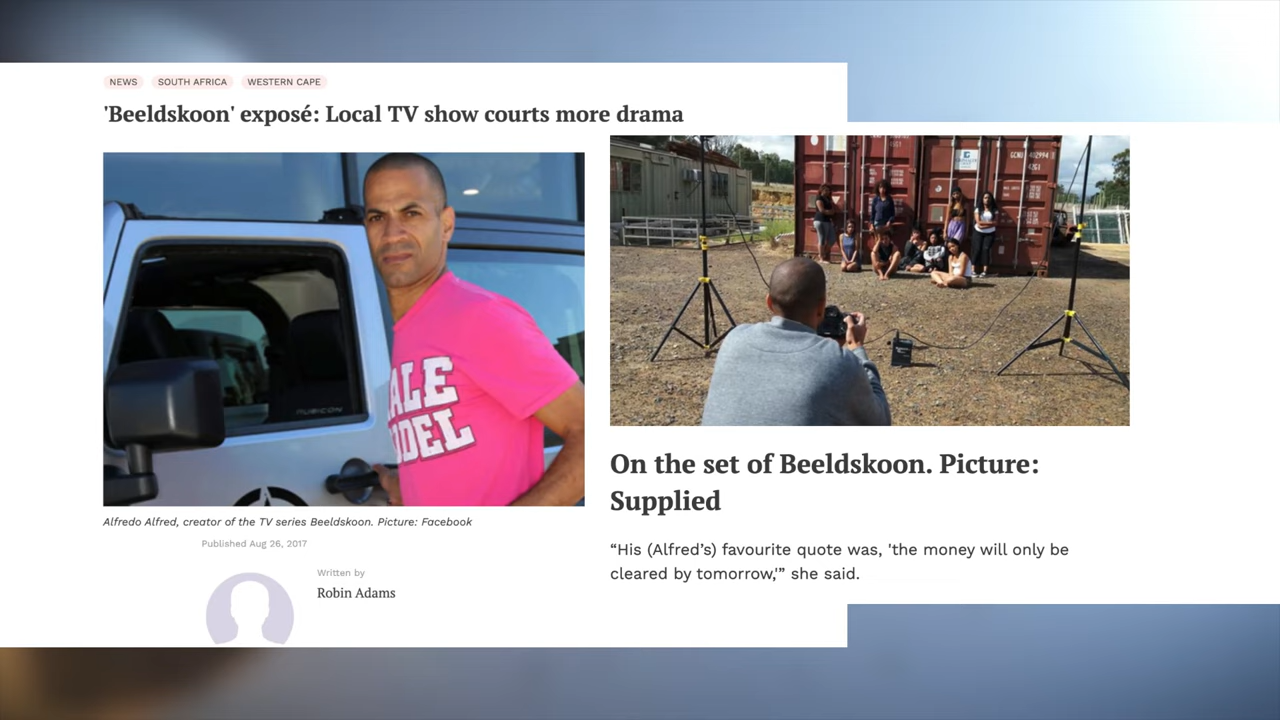 NEWS SOUTH AFRICA WESTERN CAPE
'Beeldskoon' exposé: Local TV show courts more drama
RUBICON
ALE
ODEL
Alfredo Alfred, creator of the TV series Beeldskoon. Picture: Facebook
Published Aug 26, 2017
Written by
Robin Adams
On the set of Beeldskoon. Picture:
Supplied
“His (Alfred’s) favourite quote was, 'the money will only be
cleared by tomorrow,'” she said.